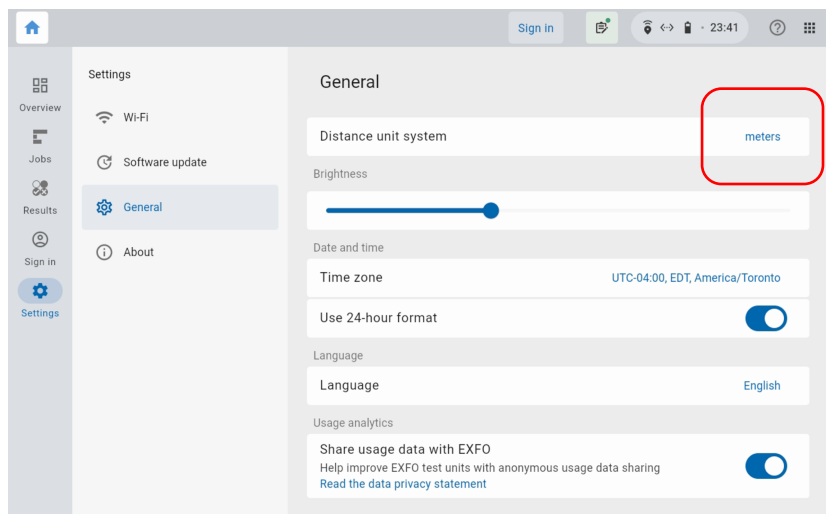 Sign in
23:41
Overview
Jobs
Results
Sign in
Settings
Settings
Wi-Fi
Software update
General
About
General
Distance unit system meters
Brightness
Date and time
Time zone UTC-04:00, EDT, America/Toronto
Use 24-hour format
Language
Language English
Usage analytics
Share usage data with EXFO
Help improve EXFO test units with anonymous usage data sharing
Read the data privacy statement